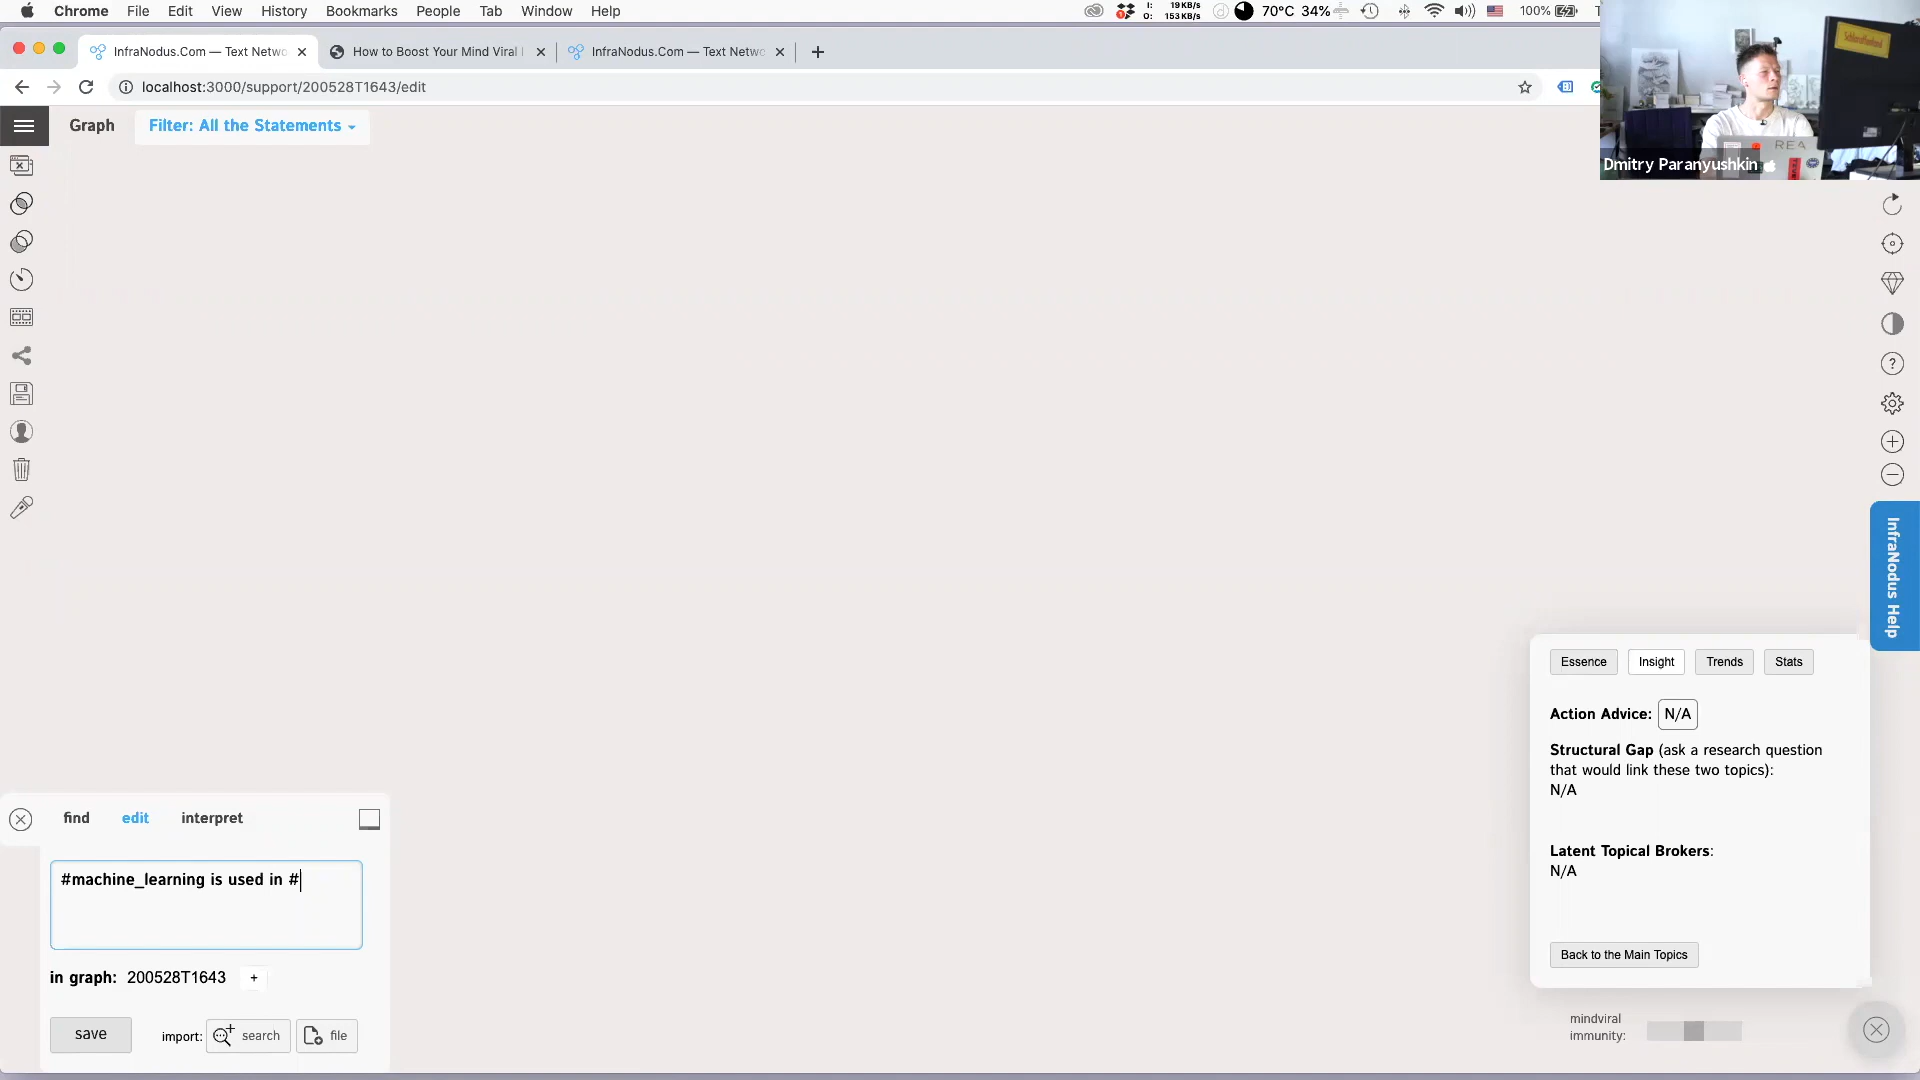 Chrome File Edit View History Bookmarks People Tab Window Help
I: 19KB/s
O: 153KB/s
70°C 34%
100%
InfraNodus.Com — Text Netwo
How to Boost Your Mind Viral
InfraNodus.Com — Text Netwo
localhost:3000/support/200528T1643/edit
Graph
Filter: All the Statements
REA
Dmitry Paranyushkin
InfraNodus Help
Essence Insight Trends Stats
Action Advice: N/A
Structural Gap (ask a research question
that would link these two topics):
N/A
Latent Topical Brokers:
N/A
Back to the Main Topics
find edit interpret
#machine_learning is used in #
in graph: 200528T1643 +
save
import: search file
mindviral
immunity: